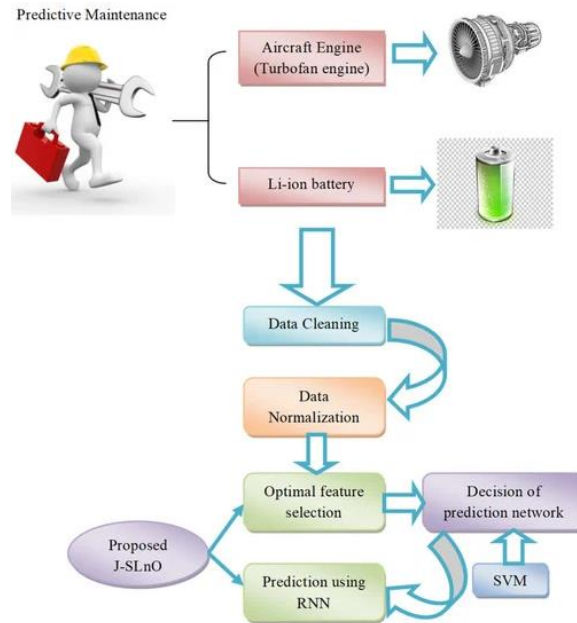 Predictive Maintenance
Aircraft Engine
(Turbofan engine)
Li-ion battery
Data Cleaning
Data
Normalization
Optimal feature
selection
Decision of
prediction network
Proposed
J-SLnO
Prediction using
RNN
SVM